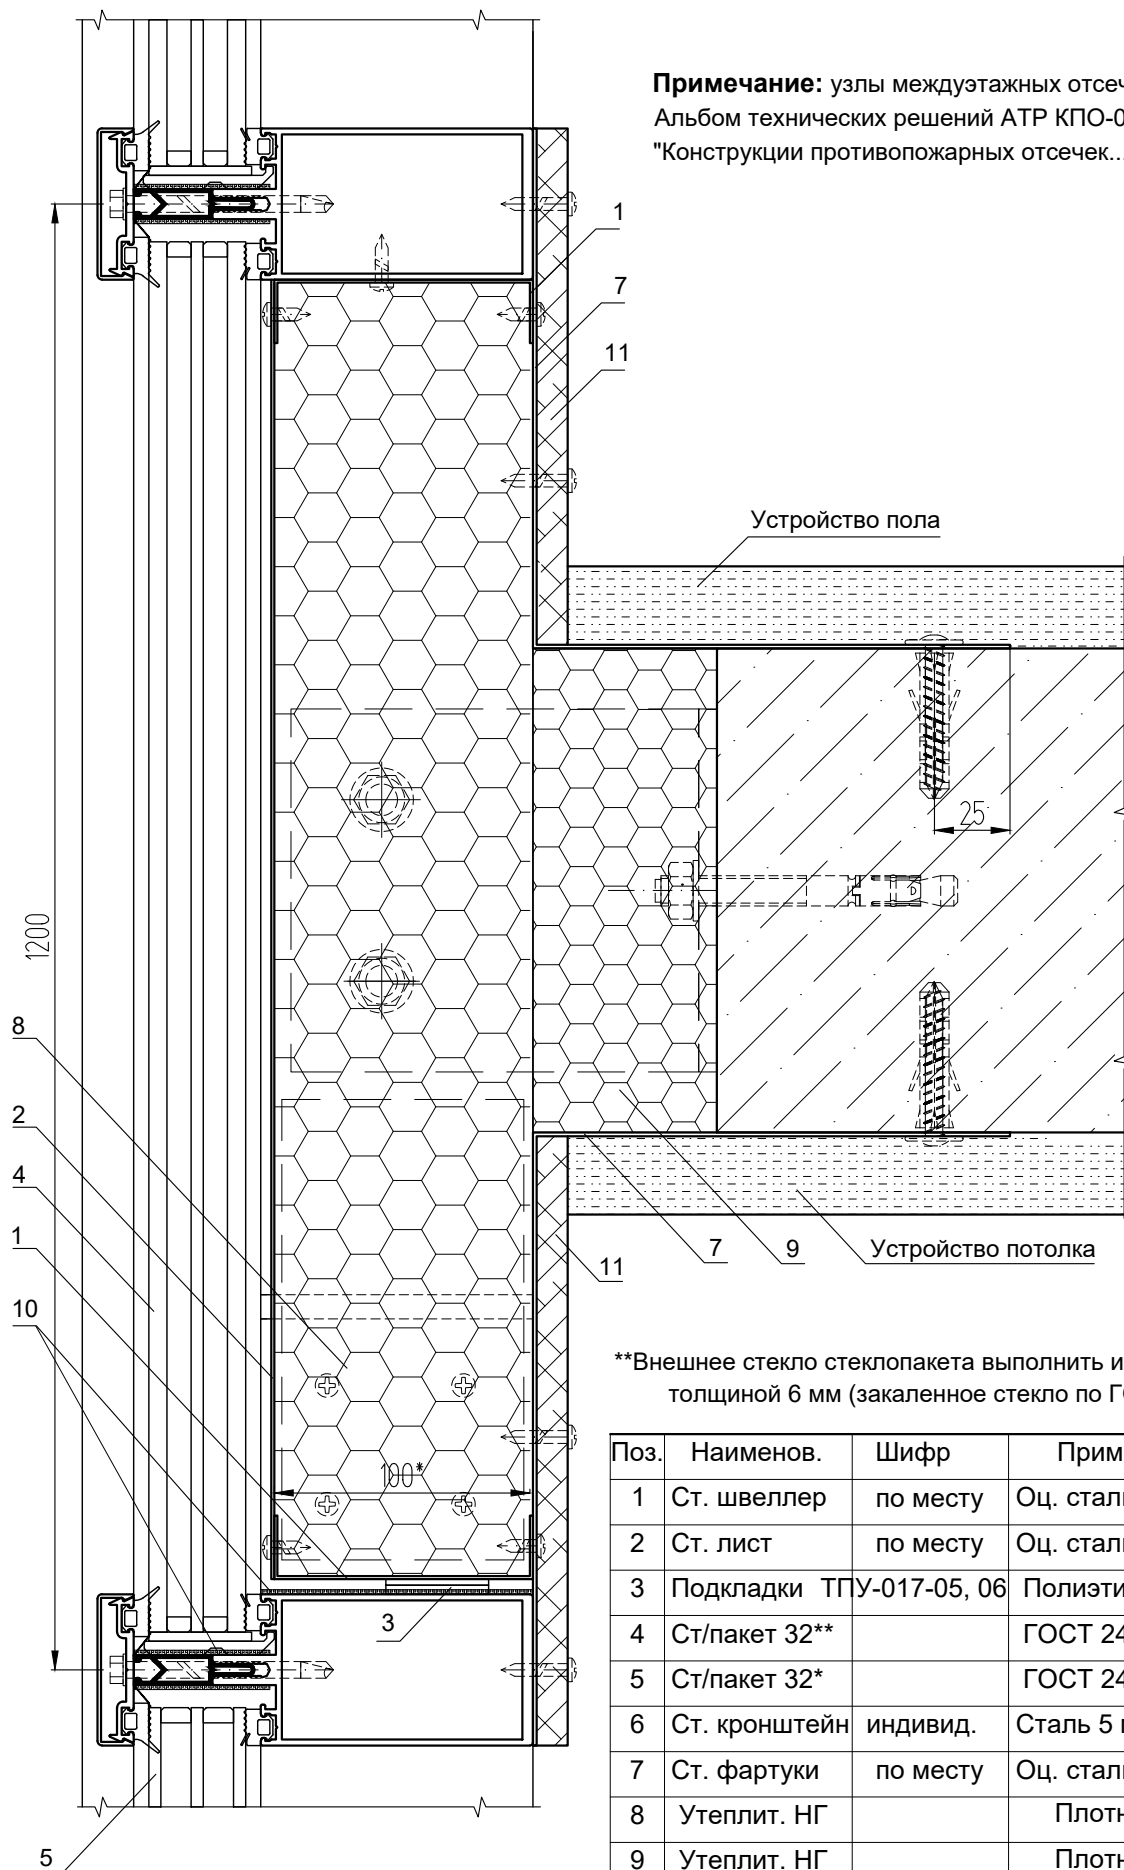 Примечание: узлы междуэтажных отсеч
Альбом технических решений АТР КПО-0
"Конструкции противопожарных отсечек...
1
7
11
Устройство пола
25
1200
8
2
4
1
10
7
9
Устройство потолка
11
**Внешнее стекло стеклопакета выполнить и
толщиной 6 мм (закаленное стекло по Г
100*
3
5
Поз. Наименов. Шифр Прим
1 Ст. швеллер по месту Оц. стал
2 Ст. лист по месту Оц. стал
3 Подкладки ТПУ-017-05, 06 Полиэти
4 Ст/пакет 32** ГОСТ 24
5 Ст/пакет 32* ГОСТ 24
6 Ст. кронштейн индивид. Сталь 5
7 Ст. фартуки по месту Оц. стал
8 Утеплит. НГ Плотн
9 Утеплит. НГ Плотн